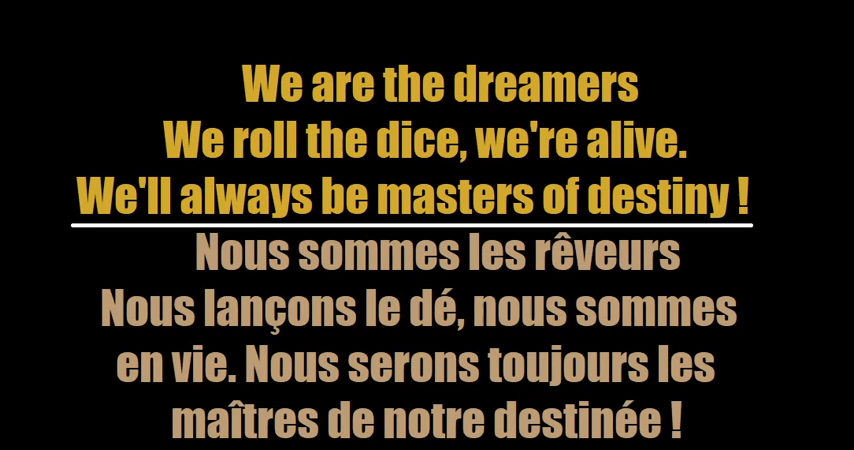 We are the dreamers
We roll the dice, we're alive.
We'll always be masters of destiny !
Nous sommes les rêveurs
Nous lançons le dé, nous sommes
en vie. Nous serons toujours les
maîtres de notre destinée !